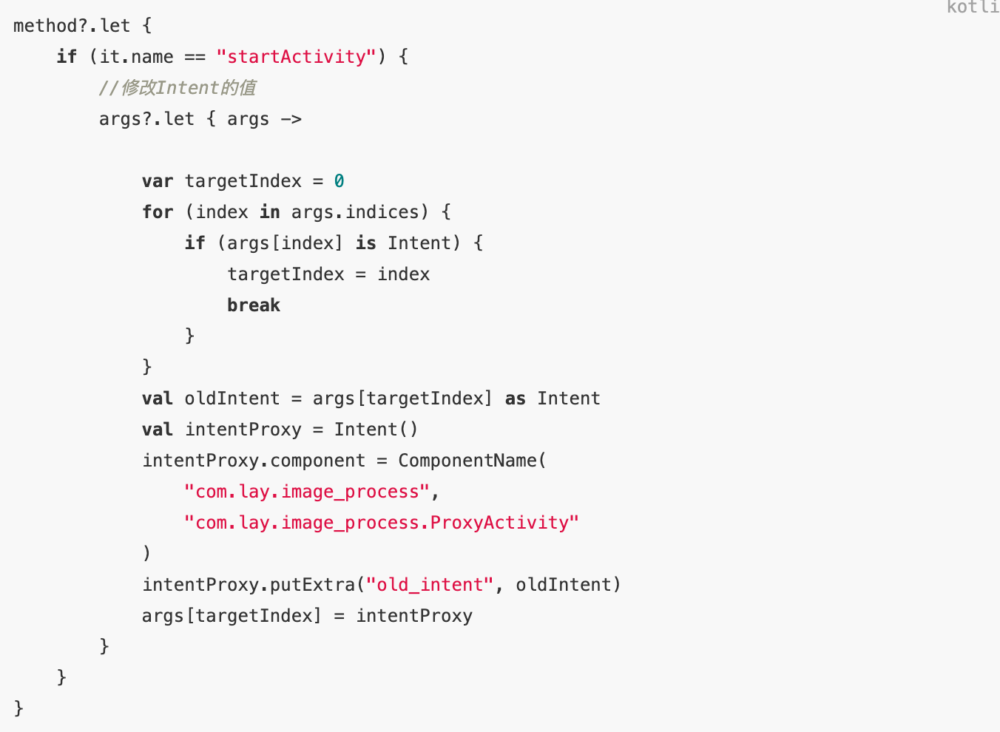 kotli
method?.let {
    if (it.name == "startActivity") {
        //修改Intent的值
        args?.let { args ->

            var targetIndex = 0
            for (index in args.indices) {
                if (args[index] is Intent) {
                    targetIndex = index
                    break
                }
            }
            val oldIntent = args[targetIndex] as Intent
            val intentProxy = Intent()
            intentProxy.component = ComponentName(
                "com.lay.image_process",
                "com.lay.image_process.ProxyActivity"
            )
            intentProxy.putExtra("old_intent", oldIntent)
            args[targetIndex] = intentProxy
        }
    }
}